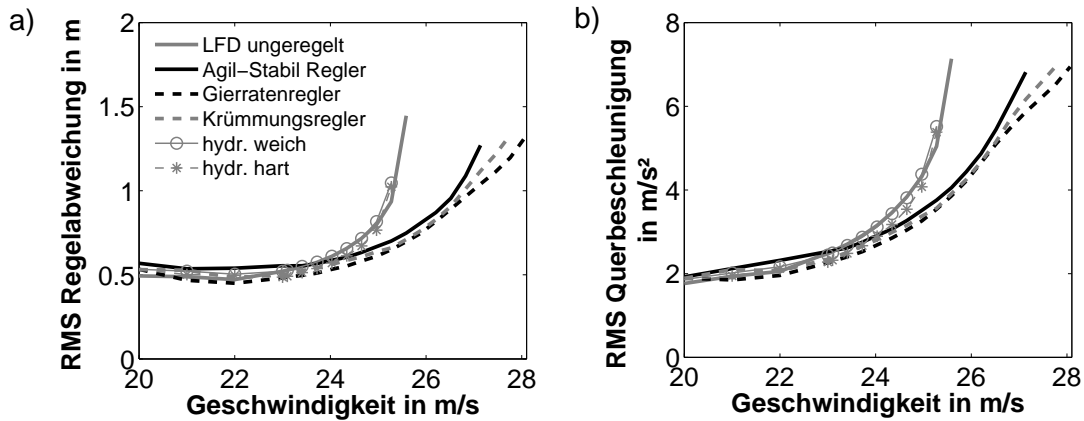 a)
RMS Regelabweichung in m
2
1.5
1
0.5
0
LFD ungeregelt
Agil−Stabil Regler
Gierratenregler
Krümmungsregler
hydr. weich
hydr. hart
20 22 24 26 28
Geschwindigkeit in m/s
b)
RMS Querbeschleunigung
in m/s²
8
6
4
2
0
20 22 24 26 28
Geschwindigkeit in m/s